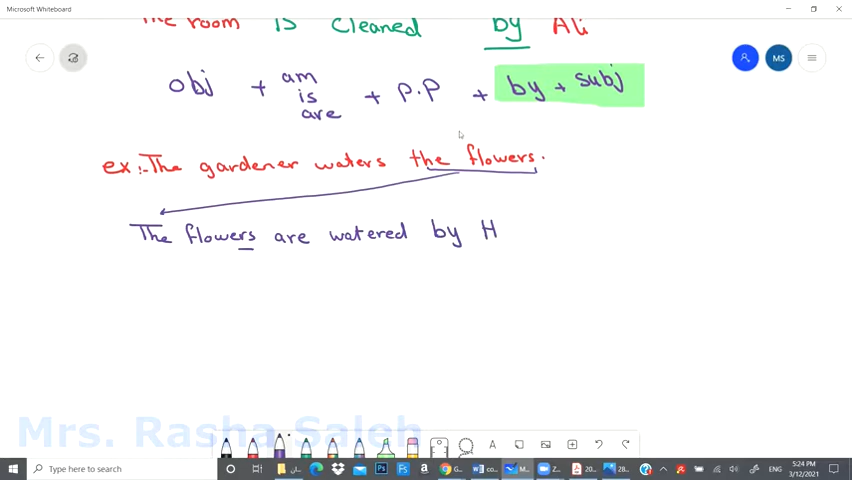 Microsoft Whiteboard
The room is cleaned by Ali
MS
obj + am is are + p.p + by + subj
ex:- The gardener waters the flowers.
The flowers are watered by H
Mrs. Rasha Saleh
Type here to search
ENG
5:24 PM
3/12/2021